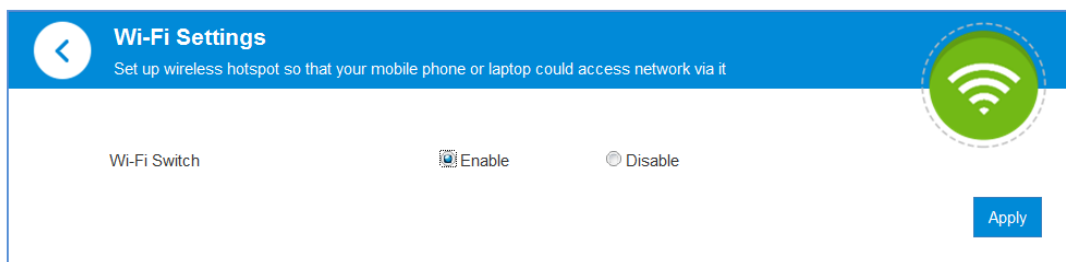 Wi-Fi Settings
Set up wireless hotspot so that your mobile phone or laptop could access network via it
Wi-Fi Switch Enable Disable
Apply